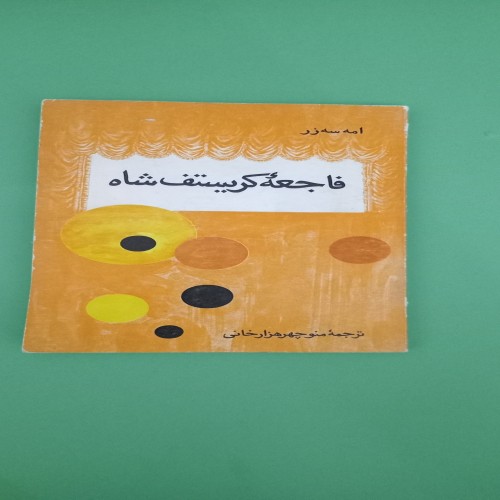 امه سه زر
فاجعهٔ کریستف شاه
ترجمهٔ منوچهر هزارخانی